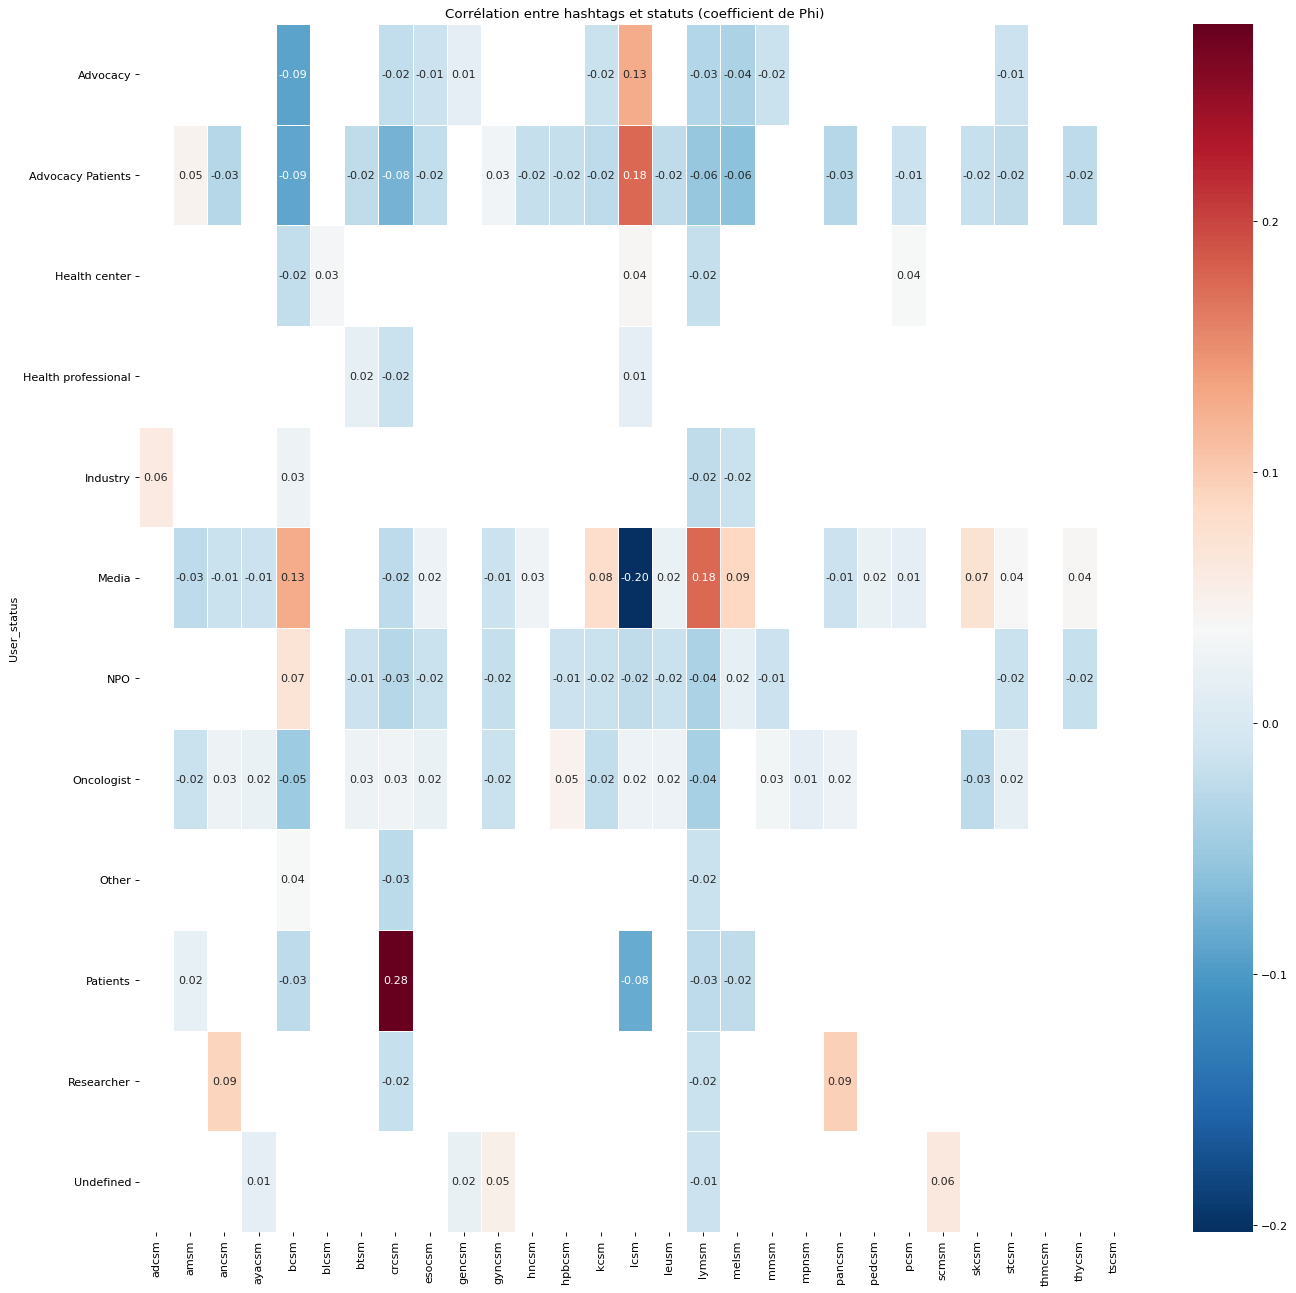 Corrélation entre hashtags et statuts (coefficient de Phi)
Advocacy -0.09 -0.02 -0.01 0.01 -0.02 0.13 -0.03 -0.04 -0.02 -0.01
Advocacy Patients 0.05 -0.03 -0.09 -0.02 -0.08 -0.02 0.03 -0.02 -0.02 -0.02 0.18 -0.02 -0.06 -0.06 -0.03 -0.01 -0.02 -0.02 -0.02
Health center -0.02 0.03 0.04 -0.02 0.04
Health professional 0.02 -0.02 0.01
Industry 0.06 0.03 -0.02 -0.02
Media -0.03 -0.01 -0.01 0.13 -0.02 0.02 -0.01 0.03 0.08 -0.20 0.02 0.18 0.09 -0.01 0.02 0.01 0.07 0.04 0.04
NPO 0.07 -0.01 -0.03 -0.02 -0.02 -0.01 -0.02 -0.02 -0.02 -0.04 0.02 -0.01 -0.02 -0.02
Oncologist -0.02 0.03 0.02 -0.05 0.03 0.03 0.02 -0.02 0.05 -0.02 0.02 0.02 -0.04 0.03 0.01 0.02 -0.03 0.02
Other 0.04 -0.03 -0.02
Patients 0.02 -0.03 0.28 -0.08 -0.03 -0.02
Researcher 0.09 -0.02 -0.02 0.09
Undefined 0.01 0.02 0.05 -0.01 0.06
User_status
adcsm amsm ancsm ayacsm bcsm blcsm btsm crcsm esocsm gencsm gyncsm hncsm hpbcsm kcsm lcsm leusm lymsm melsm mmsm mpnsm pancsm pedcsm pcsm scmsm skcsm stcsm thmcsm thycsm tscsm
0.2
0.1
0.0
−0.1
−0.2